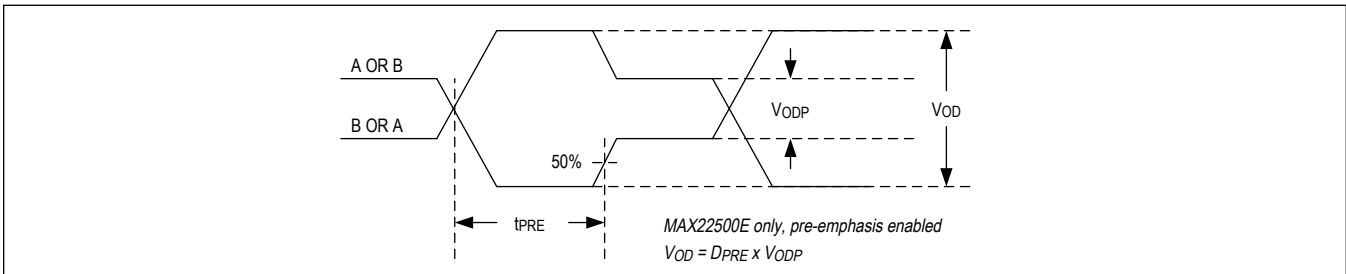 A OR B
B OR A
VODP
VOD
50%
tPRE
MAX22500E only, pre-emphasis enabled
VOD = DPRE x VODP